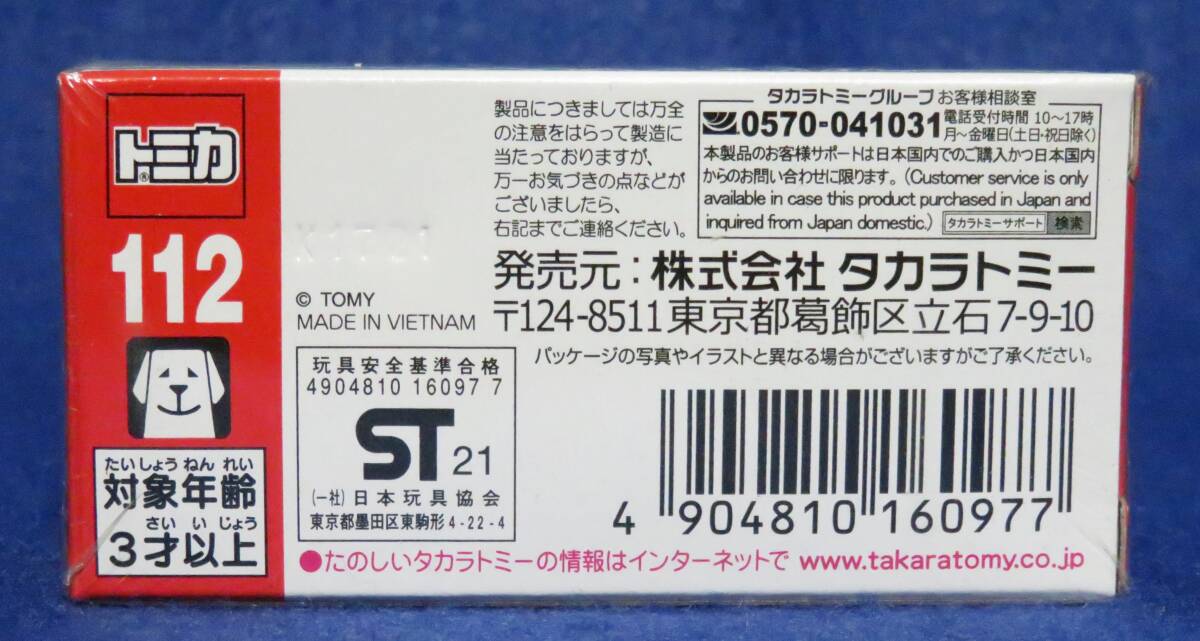 トミカ®
112
たいしょうねんれい
対象年齢
さいいじょう
3才以上
© TOMY
MADE IN VIETNAM
玩具安全基準合格
4904810 16097 7
ST 21
(一社)日本玩具協会
東京都墨田区東駒形4-22-4
製品につきましては万全
の注意をはらって製造に
当たっておりますが、
万一お気づきの点などが
ございましたら、
右記までご連絡ください。
タカラトミーグループ お客様相談室
0570-041031 電話受付時間 10〜17時
月〜金曜日(土日・祝日除く)
本製品のお客様サポートは日本国内でのご購入かつ日本国内
からのお問い合わせに限ります。(Customer service is only
available in case this product purchased in Japan and
inquired from Japan domestic.) タカラトミーサポート 検索
発売元:株式会社 タカラトミー
〒124-8511東京都葛飾区立石7-9-10
パッケージの写真やイラストと異なる場合がございますがご了承ください。
4 904810 160977
●たのしいタカラトミーの情報はインターネットで www.takaratomy.co.jp